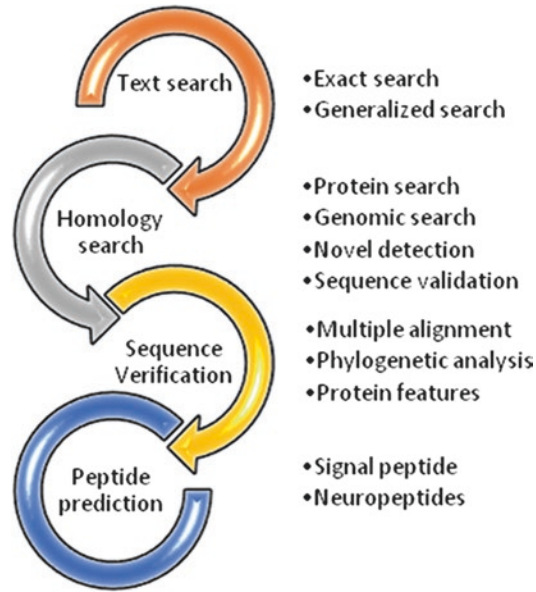 Text search
•Exact search
•Generalized search
Homology
search
•Protein search
•Genomic search
•Novel detection
•Sequence validation
Sequence
Verification
•Multiple alignment
•Phylogenetic analysis
•Protein features
Peptide
prediction
•Signal peptide
•Neuropeptides